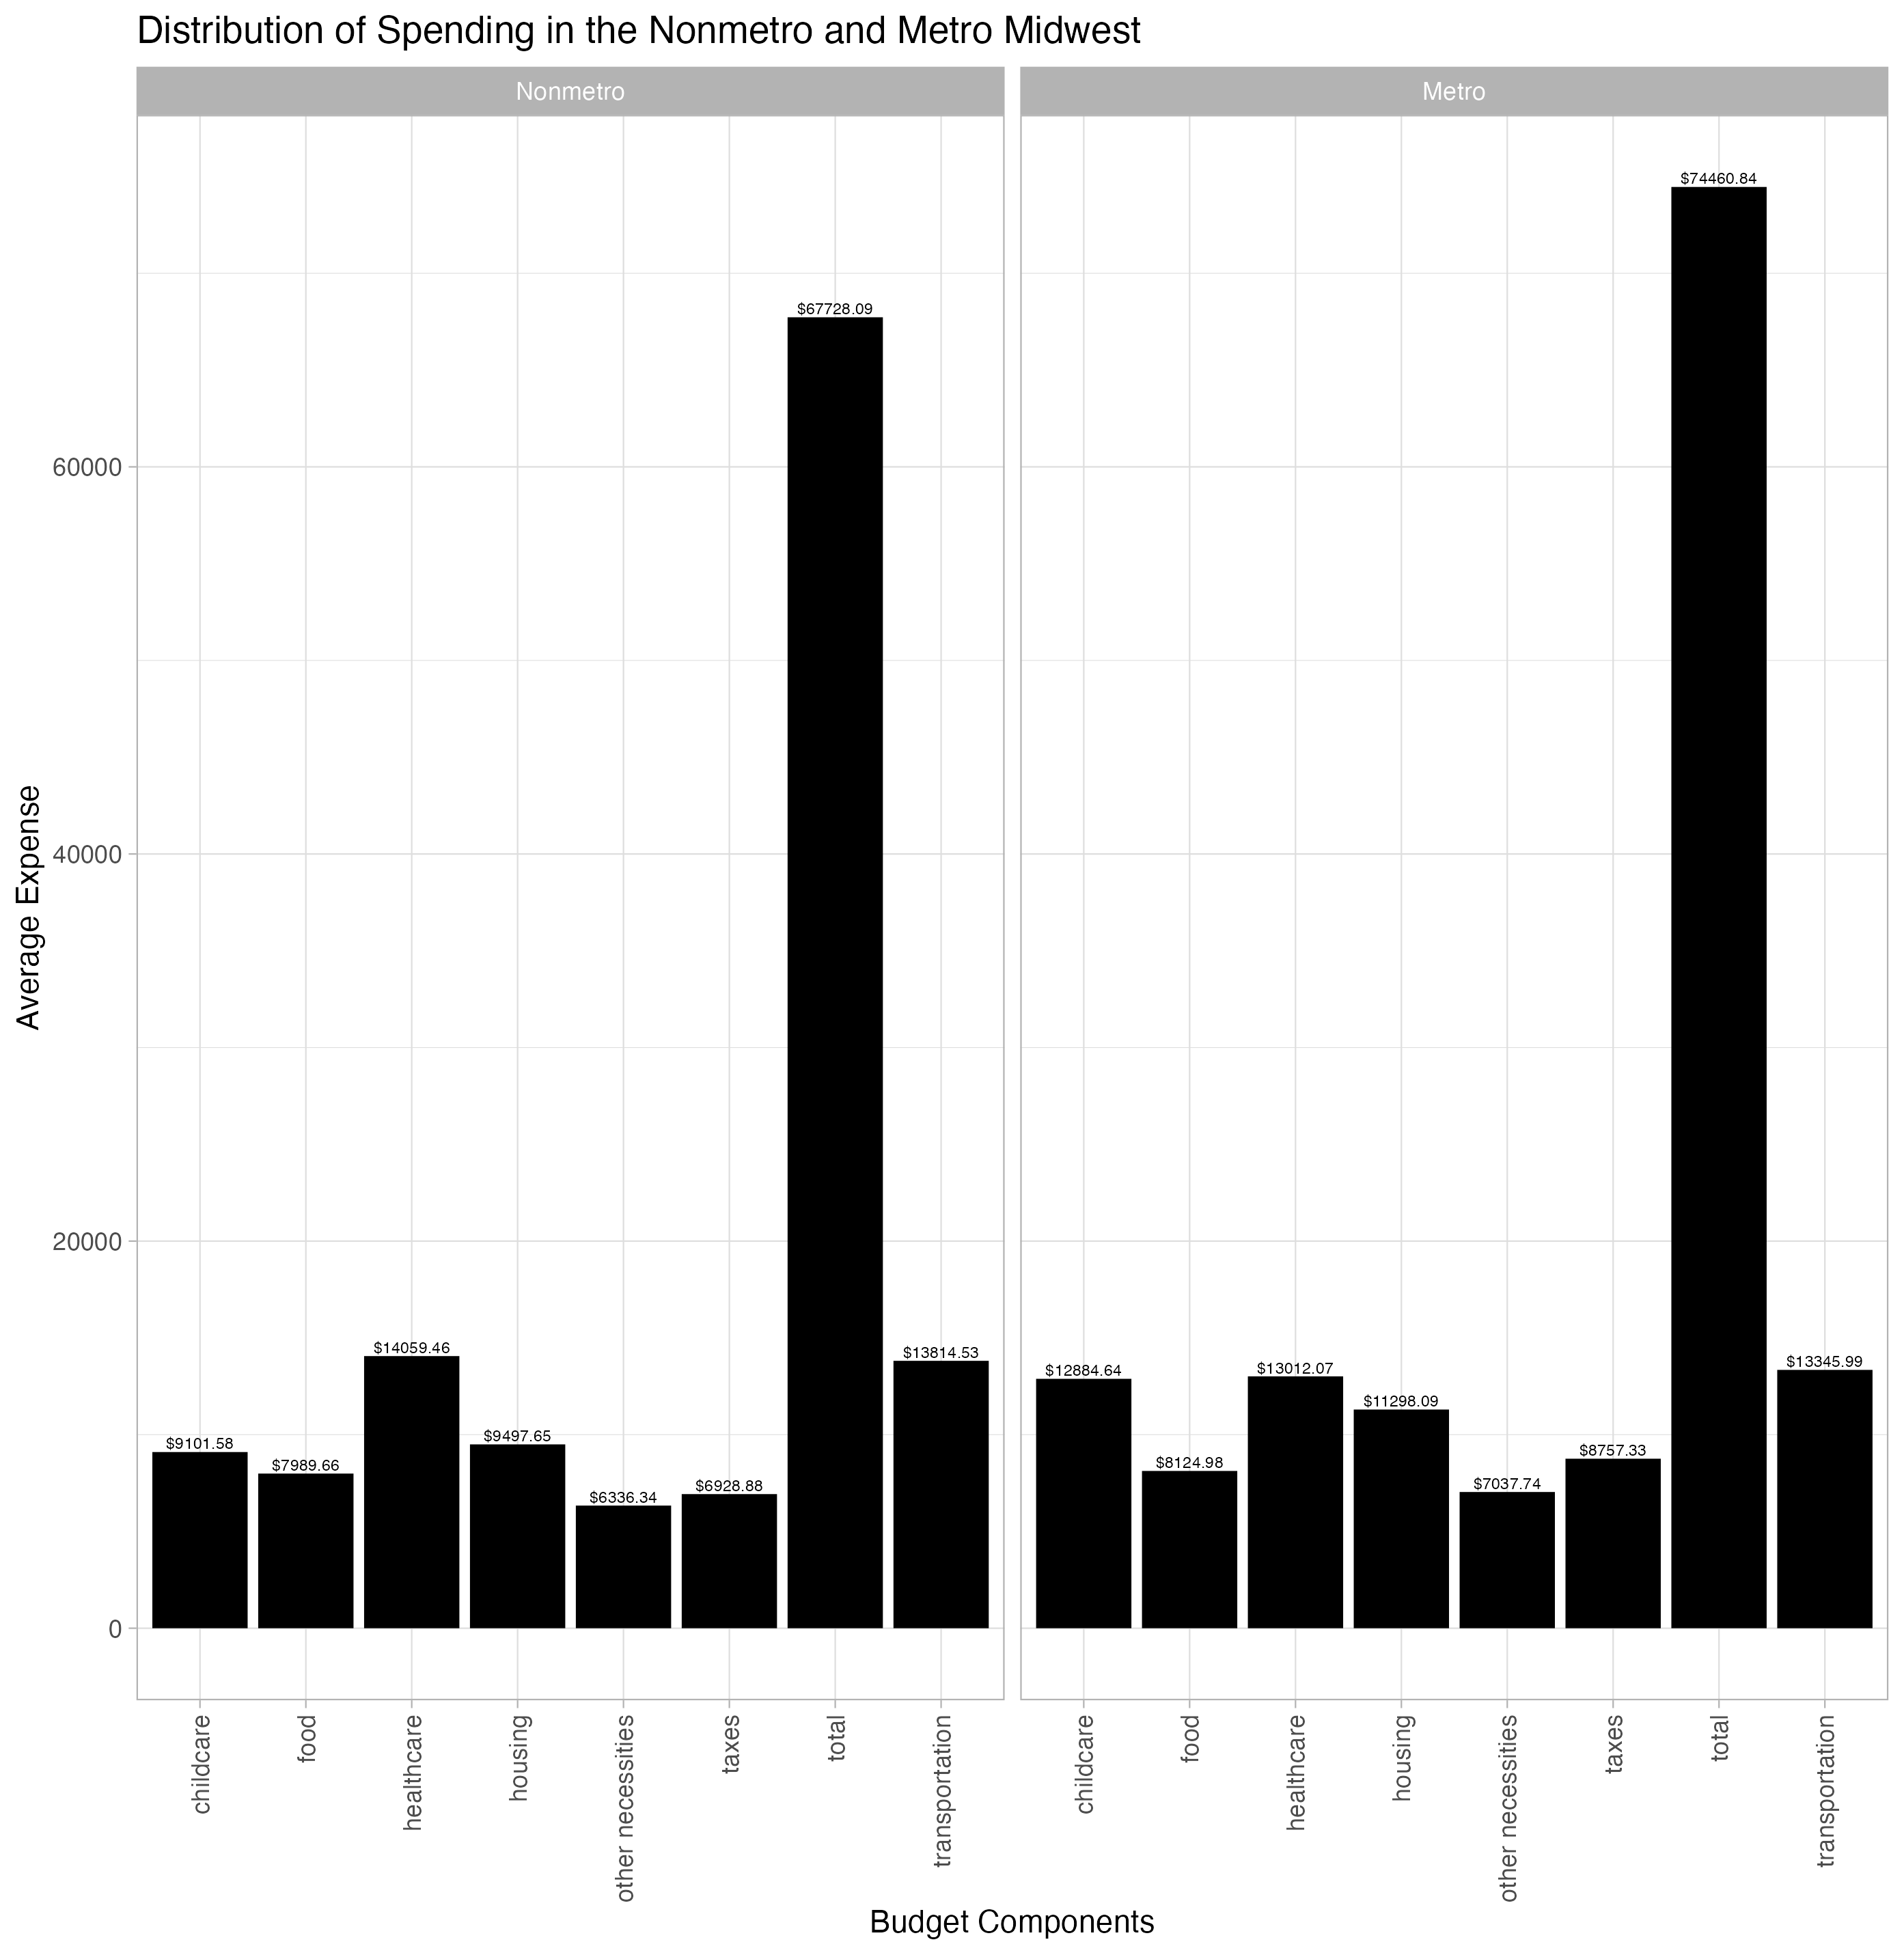 Distribution of Spending in the Nonmetro and Metro Midwest
Nonmetro
Metro
Average Expense
60000
40000
20000
0
$9101.58
$7989.66
$14059.46
$9497.65
$6336.34
$6928.88
$67728.09
$13814.53
$12884.64
$8124.98
$13012.07
$11298.09
$7037.74
$8757.33
$74460.84
$13345.99
childcare
food
healthcare
housing
other necessities
taxes
total
transportation
childcare
food
healthcare
housing
other necessities
taxes
total
transportation
Budget Components